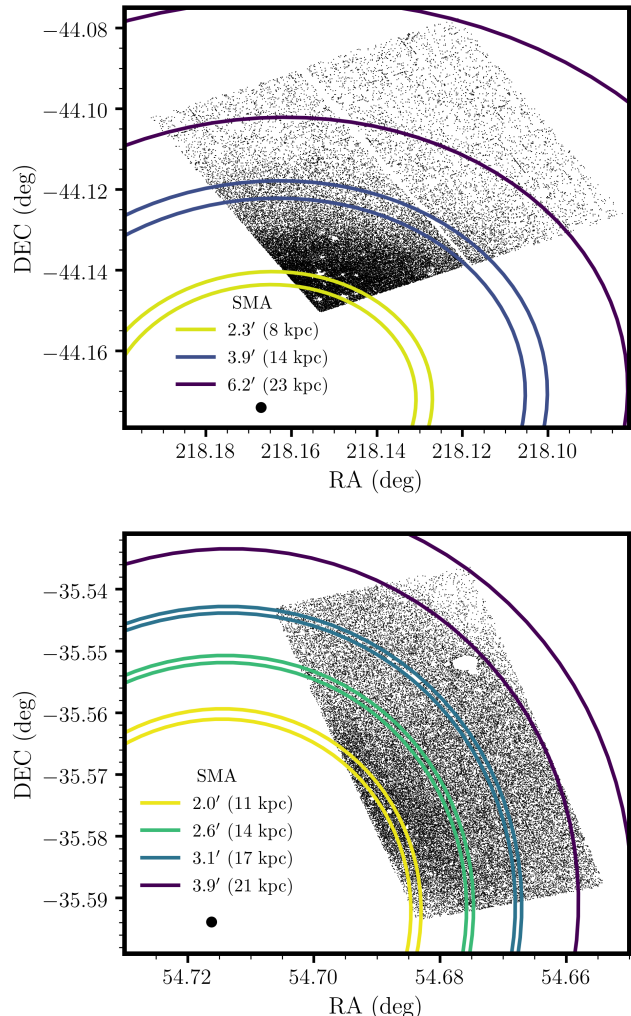 −44.08
−44.10
−44.12
−44.14
−44.16
DEC (deg)
SMA
2.3′ (8 kpc)
3.9′ (14 kpc)
6.2′ (23 kpc)
218.18 218.16 218.14 218.12 218.10
RA (deg)
−35.54
−35.55
−35.56
−35.57
−35.58
−35.59
DEC (deg)
SMA
2.0′ (11 kpc)
2.6′ (14 kpc)
3.1′ (17 kpc)
3.9′ (21 kpc)
54.72 54.70 54.68 54.66
RA (deg)